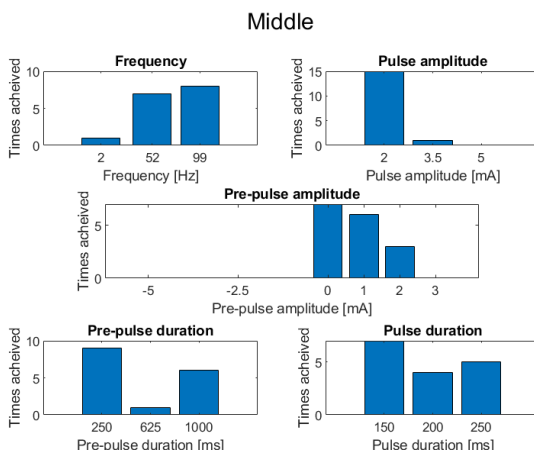 Middle
Frequency
Times acheived
10
5
0
2 52 99
Frequency [Hz]
Pulse amplitude
Times acheived
15
10
5
0
2 3.5 5
Pulse amplitude [mA]
Pre-pulse amplitude
Times acheived
5
0
-5 -2.5 0 1 2 3
Pre-pulse amplitude [mA]
Pre-pulse duration
Times acheived
10
5
0
250 625 1000
Pre-pulse duration [ms]
Pulse duration
Times acheived
5
0
150 200 250
Pulse duration [ms]